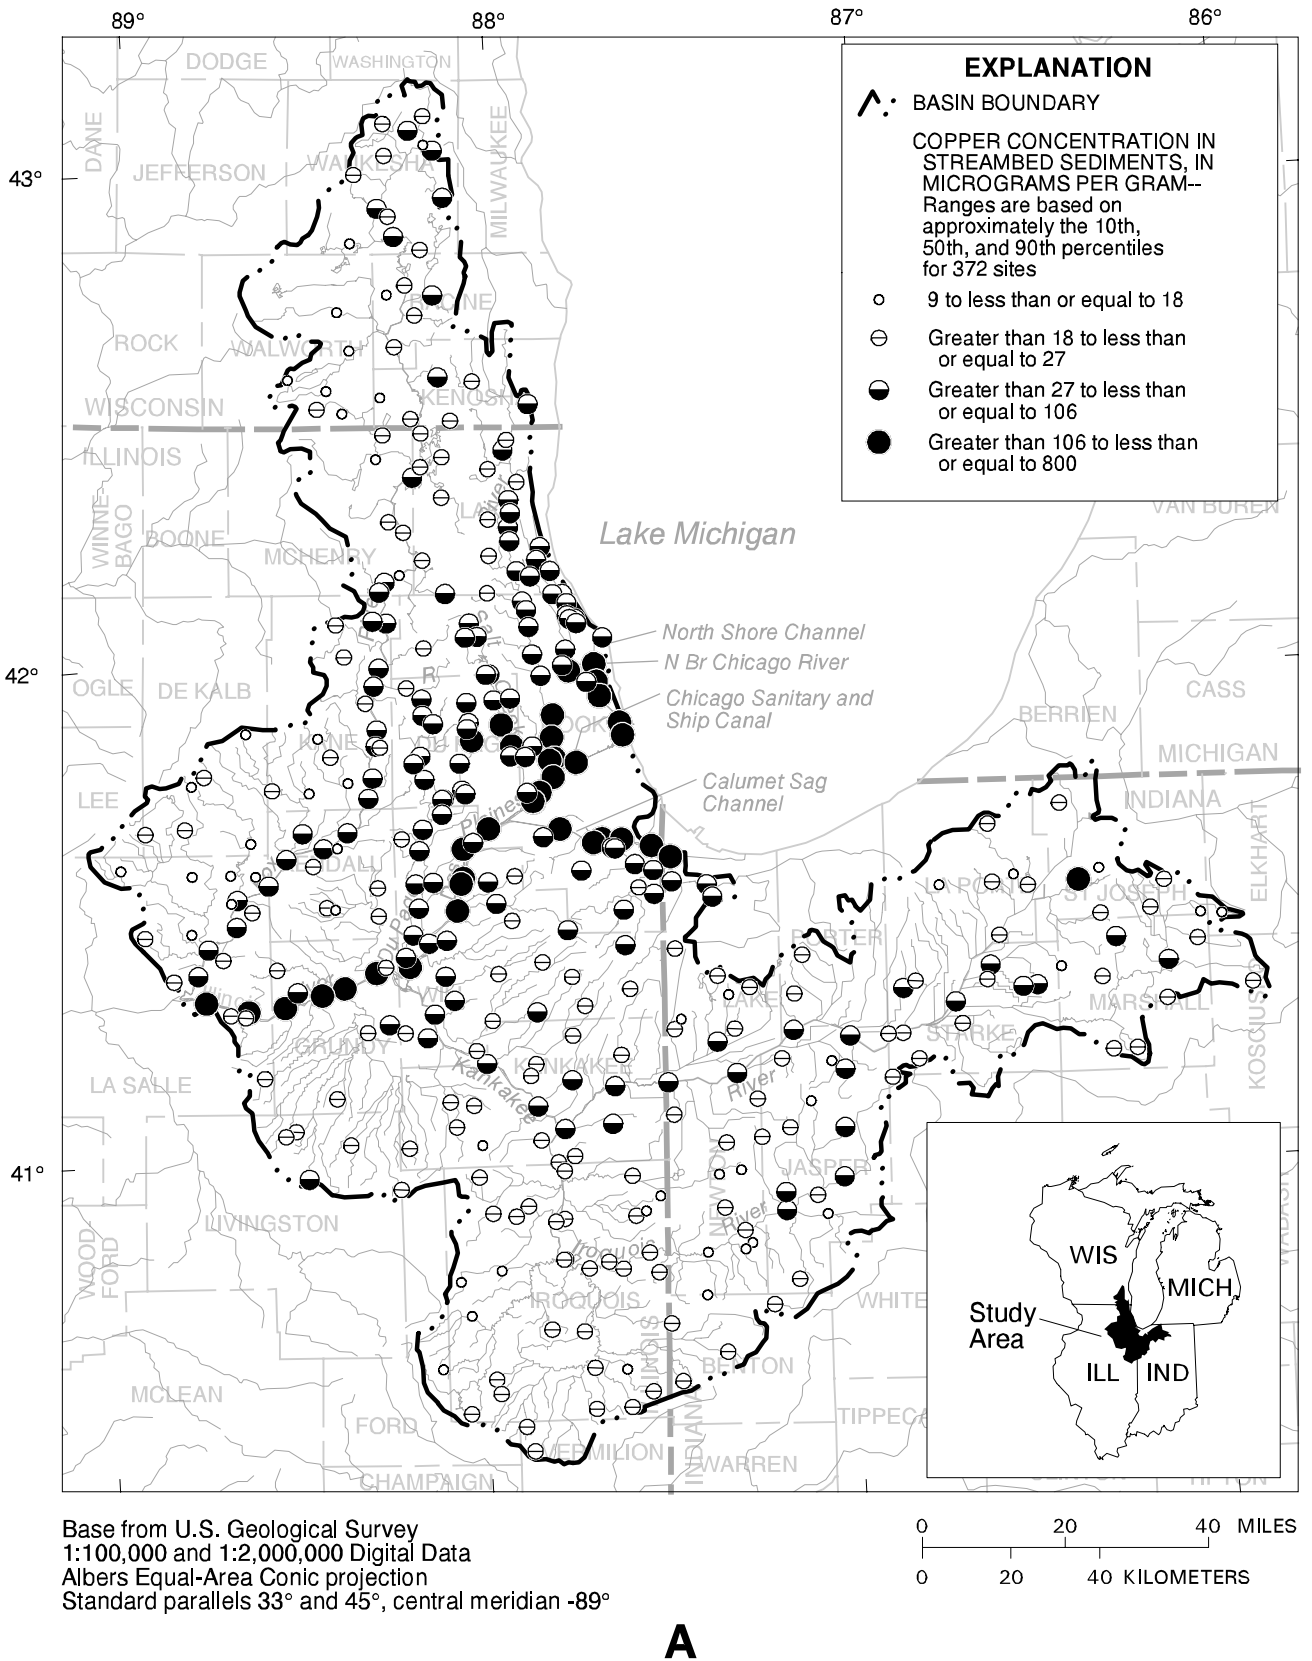 89°
88°
87°
86°
43°
42°
41°
EXPLANATION
BASIN BOUNDARY
COPPER CONCENTRATION IN
STREAMBED SEDIMENTS, IN
MICROGRAMS PER GRAM--
Ranges are based on
approximately the 10th,
50th, and 90th percentiles
for 372 sites
9 to less than or equal to 18
Greater than 18 to less than
or equal to 27
Greater than 27 to less than
or equal to 106
Greater than 106 to less than
or equal to 800
DODGE
WASHINGTON
DANE
JEFFERSON
WAUKESHA
MILWAUKEE
ROCK
WALWORTH
RACINE
KENOSH
WISCONSIN
ILLINOIS
WINNE
BAGO
BOONE
MCHENRY
LA
River
Lake Michigan
VAN BUREN
North Shore Channel
N Br Chicago River
Chicago Sanitary and
Ship Canal
Calumet Sag
Channel
OGLE
DE KALB
KANE
DU PAG
OOK
CASS
BERRIEN
MICHIGAN
INDIANA
LEE
KENDALL
Plaines
LA PORTE
ST JOSEPH
ELKHART
PORTER
LAKE
MARSHALL
STARKE
KOSCIUSKO
WILL
GRUNDY
LA SALLE
KANKAKEE
Kankakee
River
NEWTON
JASPER
River
Iroquois
IROQUOIS
LIVINGSTON
WOOD
FORD
WHITE
BENTON
ILLINOIS
INDIANA
MCLEAN
FORD
VERMILION
WARREN
TIPPECA
CHAMPAIGN
WIS
MICH
Study
Area
ILL
IND
Base from U.S. Geological Survey
1:100,000 and 1:2,000,000 Digital Data
Albers Equal-Area Conic projection
Standard parallels 33° and 45°, central meridian -89°
0 20 40 MILES
0 20 40 KILOMETERS
A